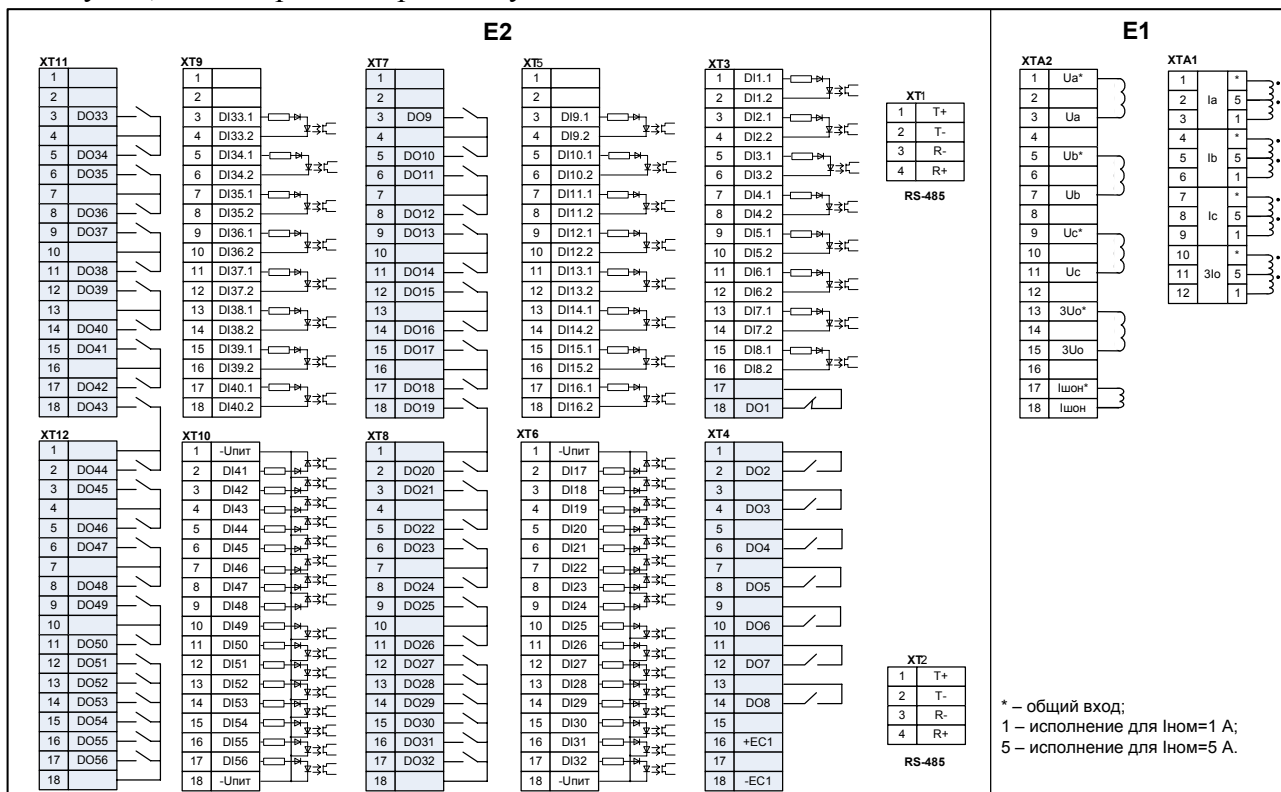 E2
E1
XT11
1
2
3 DO33
4
5 DO34
6 DO35
7
8 DO36
9 DO37
10
11 DO38
12 DO39
13
14 DO40
15 DO41
16
17 DO42
18 DO43
XT9
1
2
3 DI33.1
4 DI33.2
5 DI34.1
6 DI34.2
7 DI35.1
8 DI35.2
9 DI36.1
10 DI36.2
11 DI37.1
12 DI37.2
13 DI38.1
14 DI38.2
15 DI39.1
16 DI39.2
17 DI40.1
18 DI40.2
XT7
1
2
3 DO9
4
5 DO10
6 DO11
7
8 DO12
9 DO13
10
11 DO14
12 DO15
13
14 DO16
15 DO17
16
17 DO18
18 DO19
XT5
1
2
3 DI9.1
4 DI9.2
5 DI10.1
6 DI10.2
7 DI11.1
8 DI11.2
9 DI12.1
10 DI12.2
11 DI13.1
12 DI13.2
13 DI14.1
14 DI14.2
15 DI15.1
16 DI15.2
17 DI16.1
18 DI16.2
XT3
1 DI1.1
2 DI1.2
3 DI2.1
4 DI2.2
5 DI3.1
6 DI3.2
7 DI4.1
8 DI4.2
9 DI5.1
10 DI5.2
11 DI6.1
12 DI6.2
13 DI7.1
14 DI7.2
15 DI8.1
16 DI8.2
17
18 DO1
XT1
1 T+
2 T-
3 R-
4 R+
RS-485
XTA2
1 Ua*
2
3 Ua
4
5 Ub*
6
7 Ub
8
9 Uc*
10
11 Uc
12
13 3Uo*
14
15 3Uo
16
17 Iшон*
18 Iшон
XTA1
1 *
2 Ia 5
3 1
4 *
5 Ib 5
6 1
7 *
8 Ic 5
9 1
10 *
11 3Io 5
12 1
XT12
1
2 DO44
3 DO45
4
5 DO46
6 DO47
7
8 DO48
9 DO49
10
11 DO50
12 DO51
13 DO52
14 DO53
15 DO54
16 DO55
17 DO56
18
XT10
1 -Uпит
2 DI41
3 DI42
4 DI43
5 DI44
6 DI45
7 DI46
8 DI47
9 DI48
10 DI49
11 DI50
12 DI51
13 DI52
14 DI53
15 DI54
16 DI55
17 DI56
18 -Uпит
XT8
1
2 DO20
3 DO21
4
5 DO22
6 DO23
7
8 DO24
9 DO25
10
11 DO26
12 DO27
13 DO28
14 DO29
15 DO30
16 DO31
17 DO32
18
XT6
1 -Uпит
2 DI17
3 DI18
4 DI19
5 DI20
6 DI21
7 DI22
8 DI23
9 DI24
10 DI25
11 DI26
12 DI27
13 DI28
14 DI29
15 DI30
16 DI31
17 DI32
18 -Uпит
XT4
1
2 DO2
3
4 DO3
5
6 DO4
7
8 DO5
9
10 DO6
11
12 DO7
13
14 DO8
15
16 +EC1
17
18 -EC1
XT2
1 T+
2 T-
3 R-
4 R+
RS-485
* – общий вход;
1 – исполнение для Iном=1 А;
5 – исполнение для Iном=5 А.